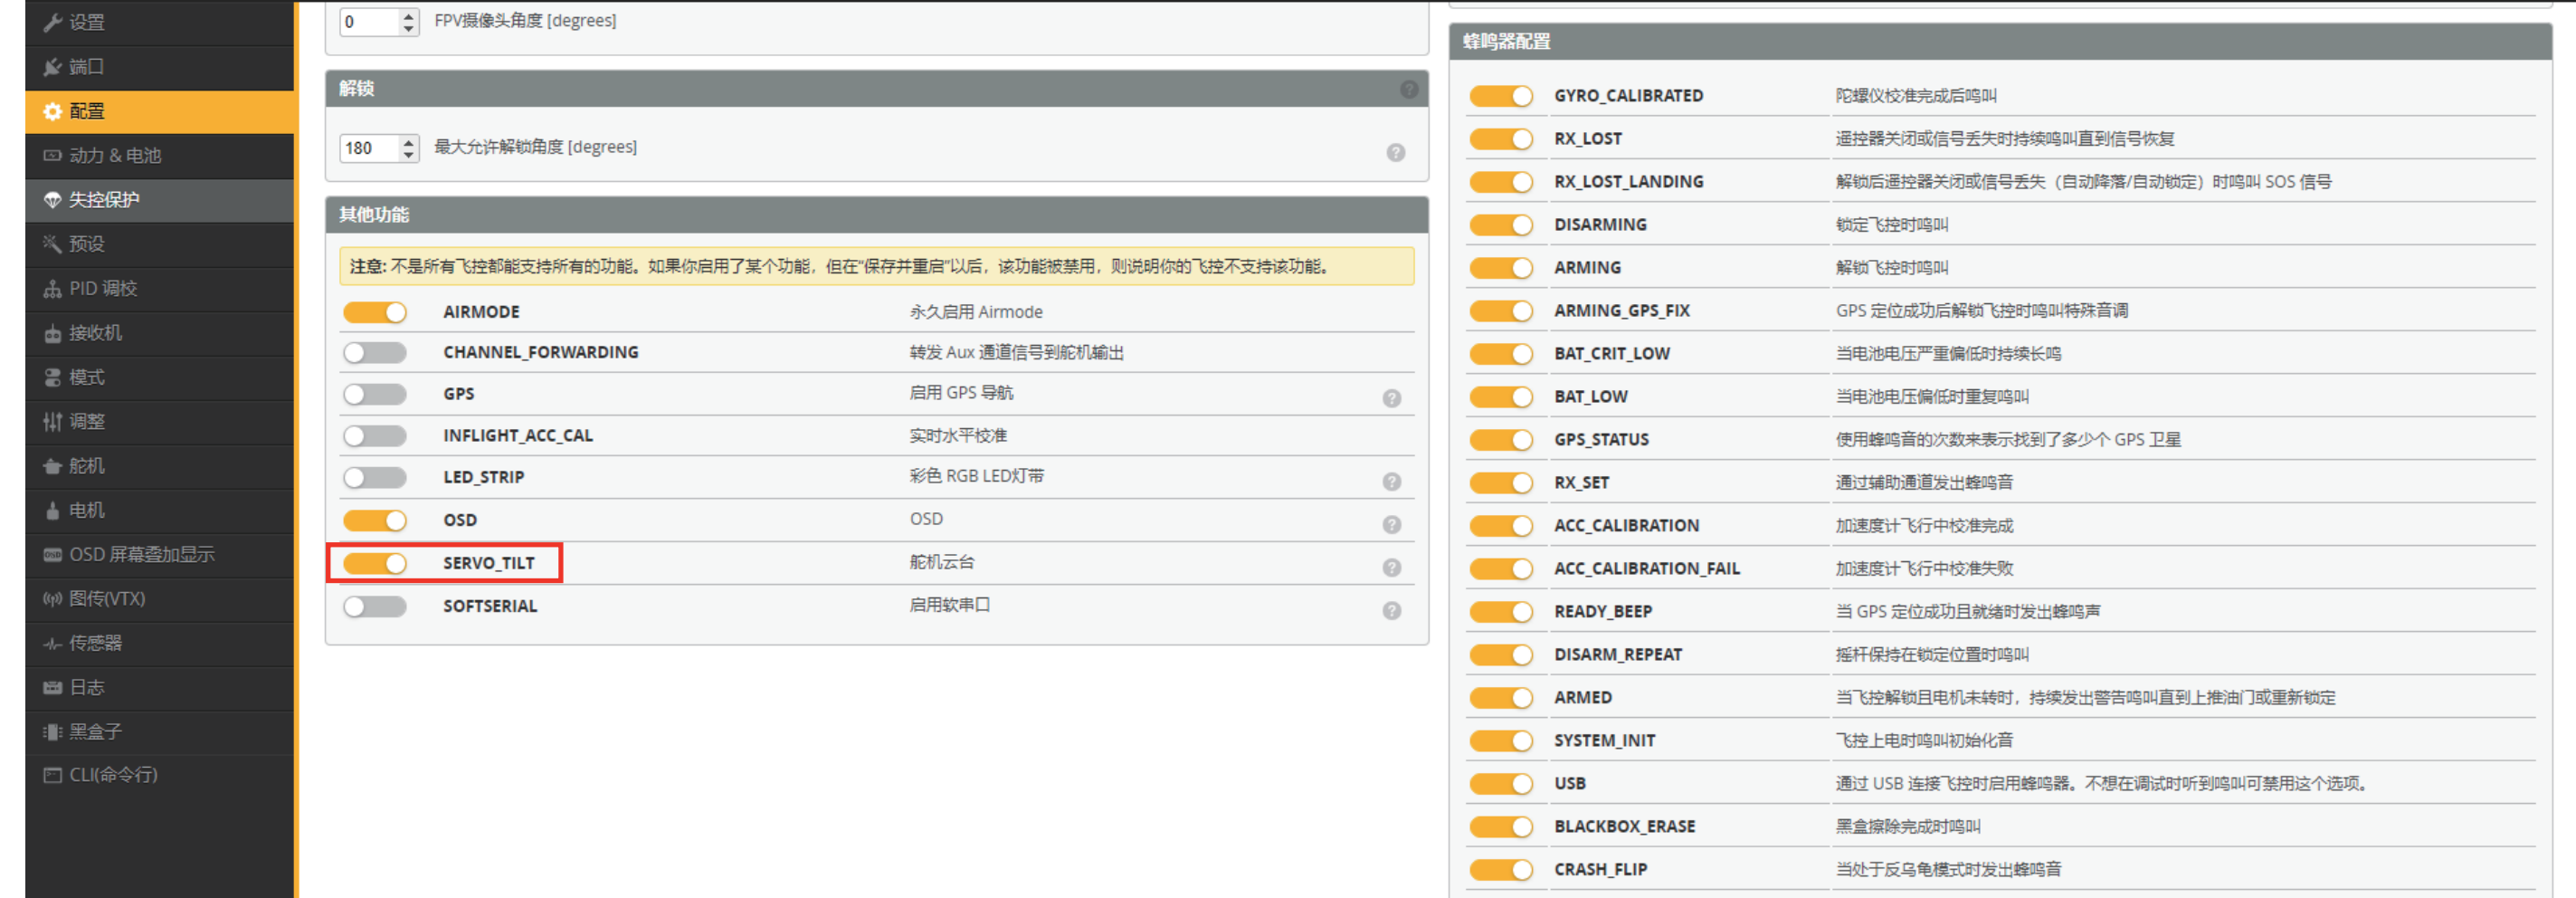 设置
端口
配置
动力 & 电池
失控保护
预设
PID 调校
接收机
模式
调整
舵机
电机
OSD 屏幕叠加显示
图传(VTX)
传感器
日志
黑盒子
CLI(命令行)
0 FPV摄像头角度 [degrees]
解锁
180 最大允许解锁角度 [degrees]
其他功能
注意: 不是所有飞控都能支持所有的功能。如果你启用了某个功能，但在“保存并重启”以后，该功能被禁用，则说明你的飞控不支持该功能。
AIRMODE 永久启用 Airmode
CHANNEL_FORWARDING 转发 Aux 通道信号到舵机输出
GPS 启用 GPS 导航
INFLIGHT_ACC_CAL 实时水平校准
LED_STRIP 彩色 RGB LED灯带
OSD OSD
SERVO_TILT 舵机云台
SOFTSERIAL 启用软串口
蜂鸣器配置
GYRO_CALIBRATED 陀螺仪校准完成后鸣叫
RX_LOST 遥控器关闭或信号丢失时持续鸣叫直到信号恢复
RX_LOST_LANDING 解锁后遥控器关闭或信号丢失（自动降落/自动锁定）时鸣叫 SOS 信号
DISARMING 锁定飞控时鸣叫
ARMING 解锁飞控时鸣叫
ARMING_GPS_FIX GPS 定位成功后解锁飞控时鸣叫特殊音调
BAT_CRIT_LOW 当电池电压严重偏低时持续长鸣
BAT_LOW 当电池电压偏低时重复鸣叫
GPS_STATUS 使用蜂鸣音的次数来表示找到了多少个 GPS 卫星
RX_SET 通过辅助通道发出蜂鸣音
ACC_CALIBRATION 加速度计飞行中校准完成
ACC_CALIBRATION_FAIL 加速度计飞行中校准失败
READY_BEEP 当 GPS 定位成功且就绪时发出蜂鸣声
DISARM_REPEAT 摇杆保持在锁定位置时鸣叫
ARMED 当飞控解锁且电机未转时，持续发出警告鸣叫直到上推油门或重新锁定
SYSTEM_INIT 飞控上电时鸣叫初始化音
USB 通过 USB 连接飞控时启用蜂鸣器。不想在调试时听到鸣叫可禁用这个选项。
BLACKBOX_ERASE 黑盒擦除完成时鸣叫
CRASH_FLIP 当处于反乌龟模式时发出蜂鸣音